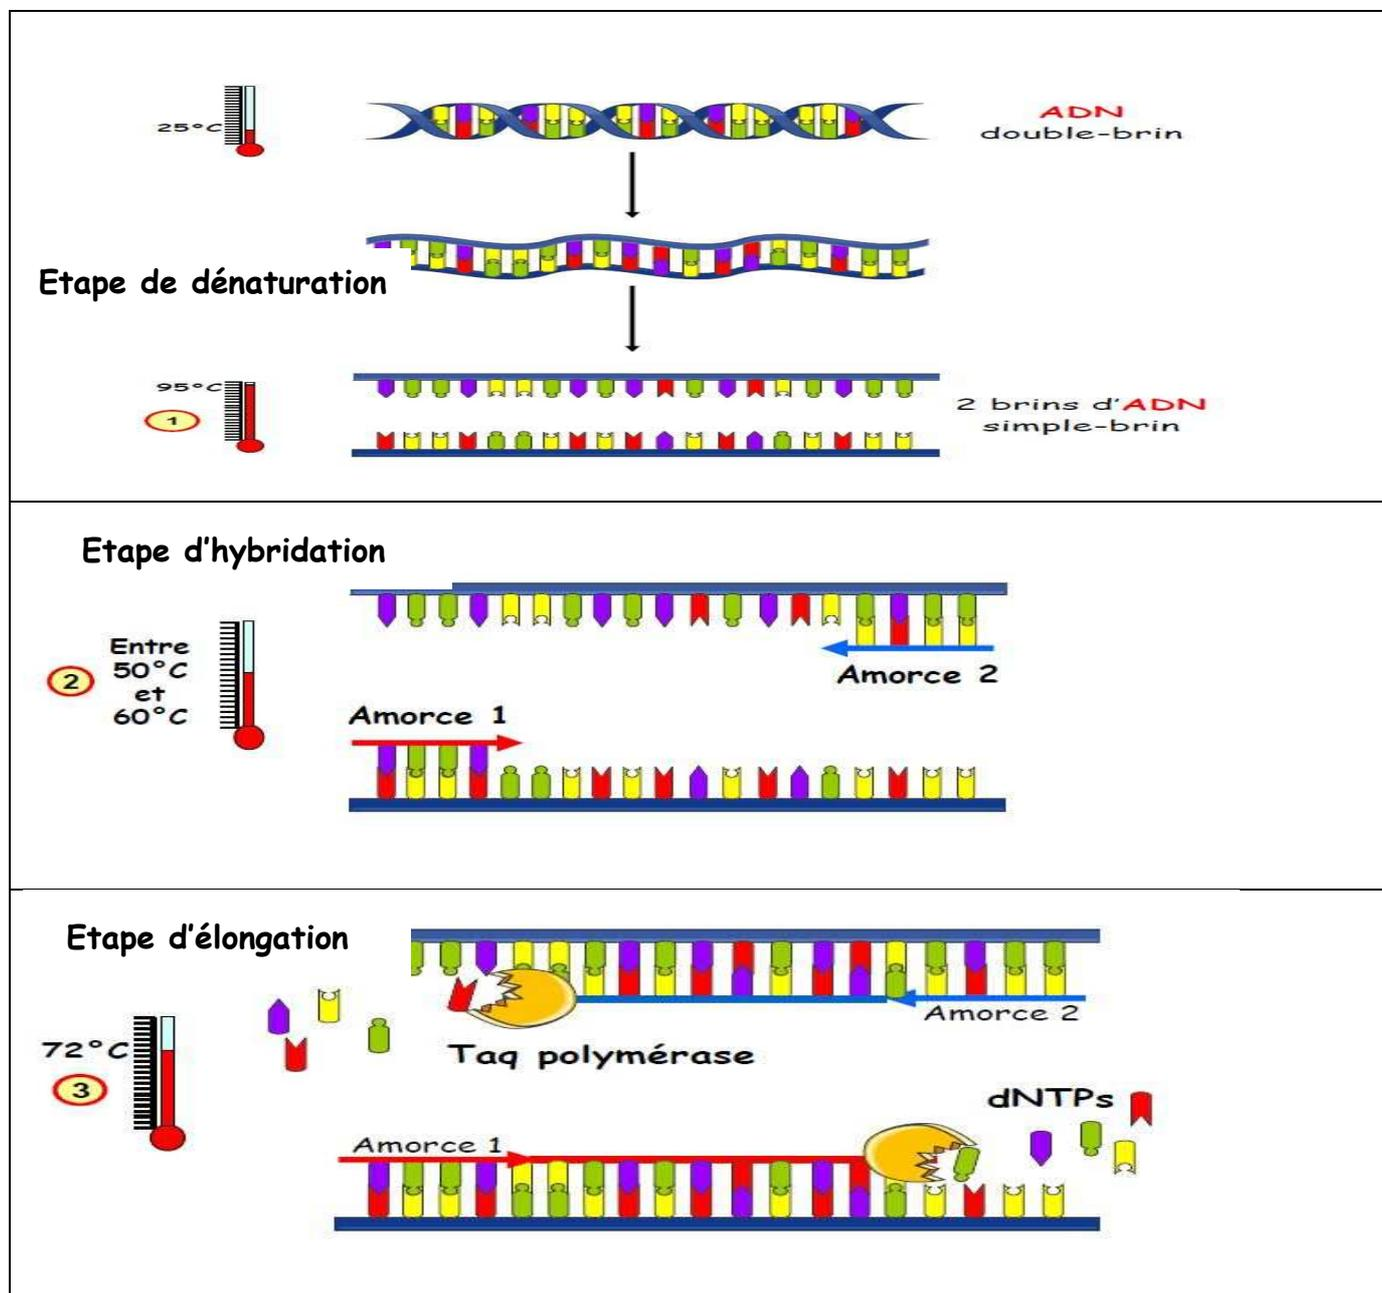 25°C
ADN
double-brin
Etape de dénaturation
95°C
1
2 brins d'ADN
simple-brin
Etape d'hybridation
2
Entre
50°C
et
60°C
Amorce 2
Amorce 1
Etape d'élongation
Amorce 2
72°C
3
Taq polymérase
dNTPs
Amorce 1